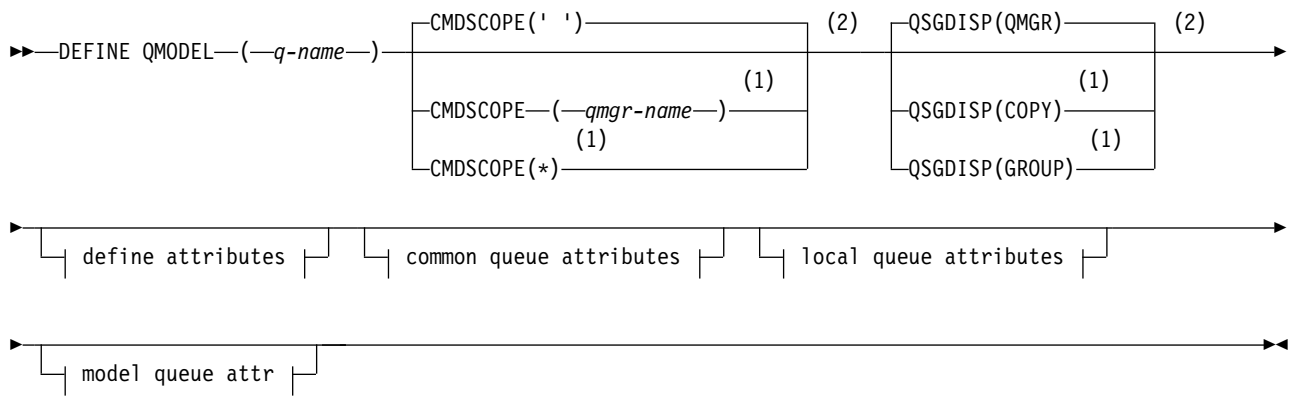 CMDSCOPE(' ') (2) QSGDISP(QMGR) (2)
DEFINE QMODEL ( q-name )
(1) (1)
CMDSCOPE ( qmgr-name ) QSGDISP(COPY)
(1) (1)
CMDSCOPE(*) QSGDISP(GROUP)
define attributes common queue attributes local queue attributes
model queue attr